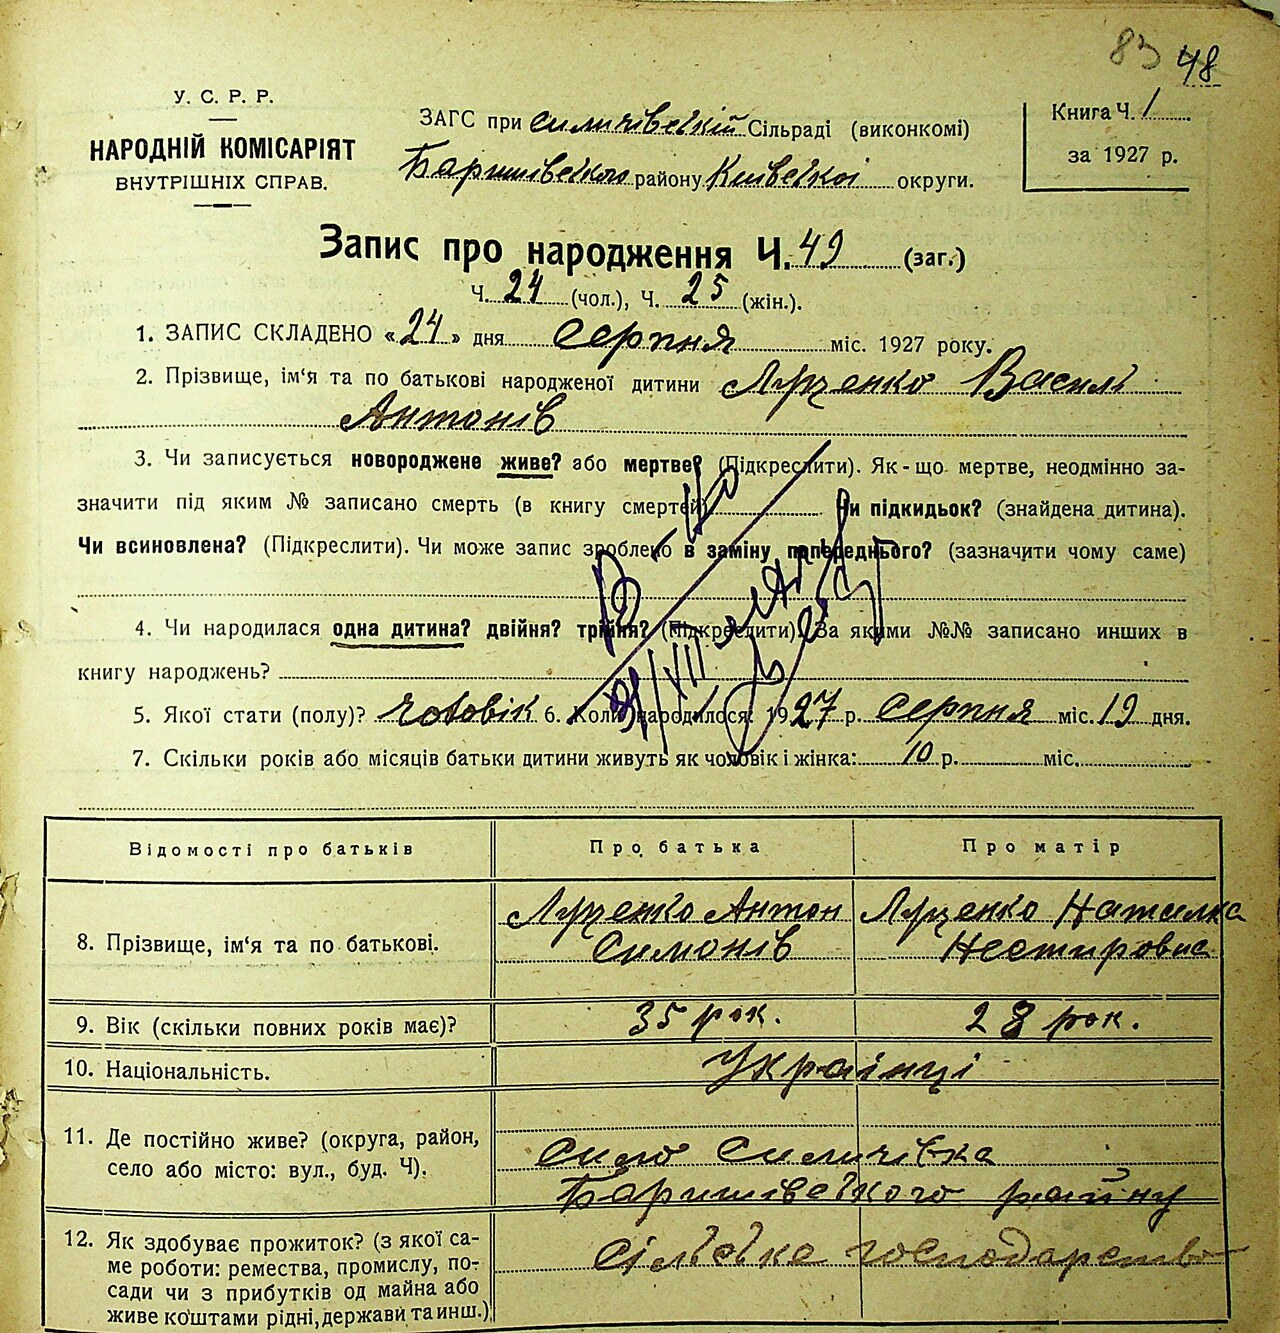 83 48
У. С. Р. Р.
НАРОДНІЙ КОМІСАРІЯТ
ВНУТРІШНІХ СПРАВ.
ЗАГС при Силичівській Сільраді (виконкомі)
Баришівського району Київської округи.
Книга Ч. 1
за 1927 р.
Запис про народження Ч. 49 (заг.)
Ч. 24 (чол.), Ч. 25 (жін.).
1. ЗАПИС СКЛАДЕНО «24» дня серпня міс. 1927 року.
2. Прізвище, ім‘я та по батькові народженої дитини Луценко Василь
Антонів
3. Чи записується новороджене живе? або мертве? (Підкреслити). Як-що мертве, неодмінно за-
значити під яким № записано смерть (в книгу смертей) Чи підкидьок? (знайдена дитина).
Чи всиновлена? (Підкреслити). Чи може запис зроблено в заміну попереднього? (зазначити чому саме)
4. Чи народилася одна дитина? двійня? трійня? (Підкреслити). За якими №№ записано инших в
книгу народжень?
5. Якої стати (полу)? чоловік 6. Коли народилося: 1927 р. серпня міс. 19 дня.
7. Скільки років або місяців батьки дитини живуть як чоловік і жінка: 10 р. міс.
Відомості про батьків Про батька Про матір
8. Прізвище, ім‘я та по батькові. Луценко Антон Симонів Луценко Наталка Нестировна
9. Вік (скільки повних років має)? 35 рок. 28 рок.
10. Національність. Українці
11. Де постійно живе? (округа, район,
село або місто: вул., буд. Ч). Сило Силичівка
Баришівського району
12. Як здобуває прожиток? (з якої са-
ме роботи: ремества, промислу, по-
сади чи з прибутків од майна або
живе коштами рідні, держави та инш.) сільське господарство